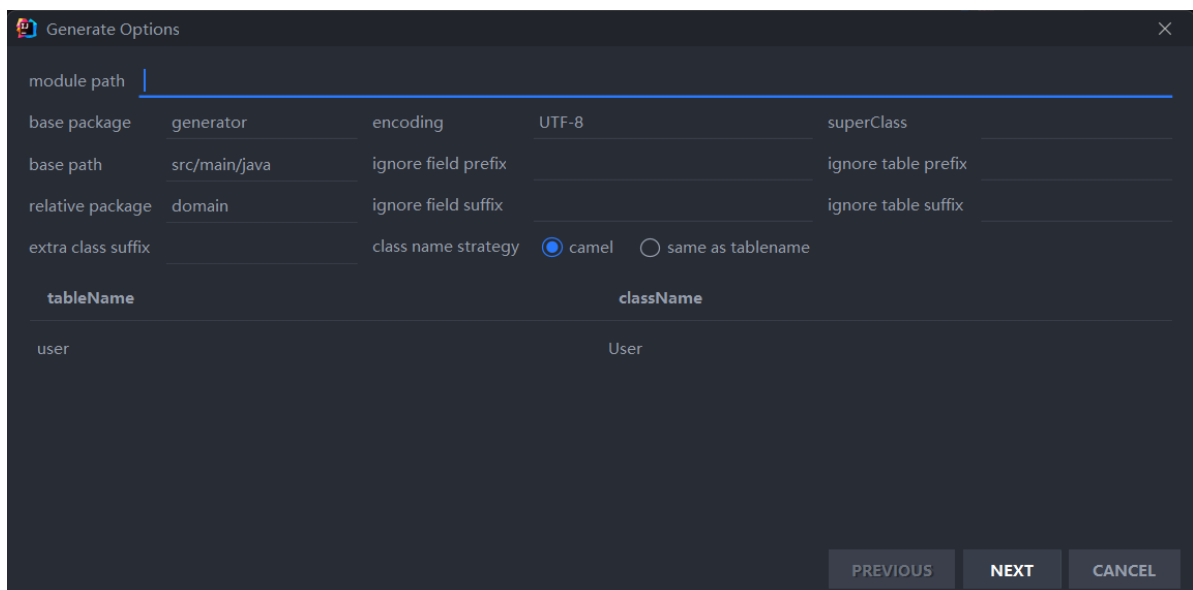 Generate Options
module path
base package generator encoding UTF-8 superClass
base path src/main/java ignore field prefix ignore table prefix
relative package domain ignore field suffix ignore table suffix
extra class suffix class name strategy camel same as tablename
tableName className
user User
PREVIOUS NEXT CANCEL